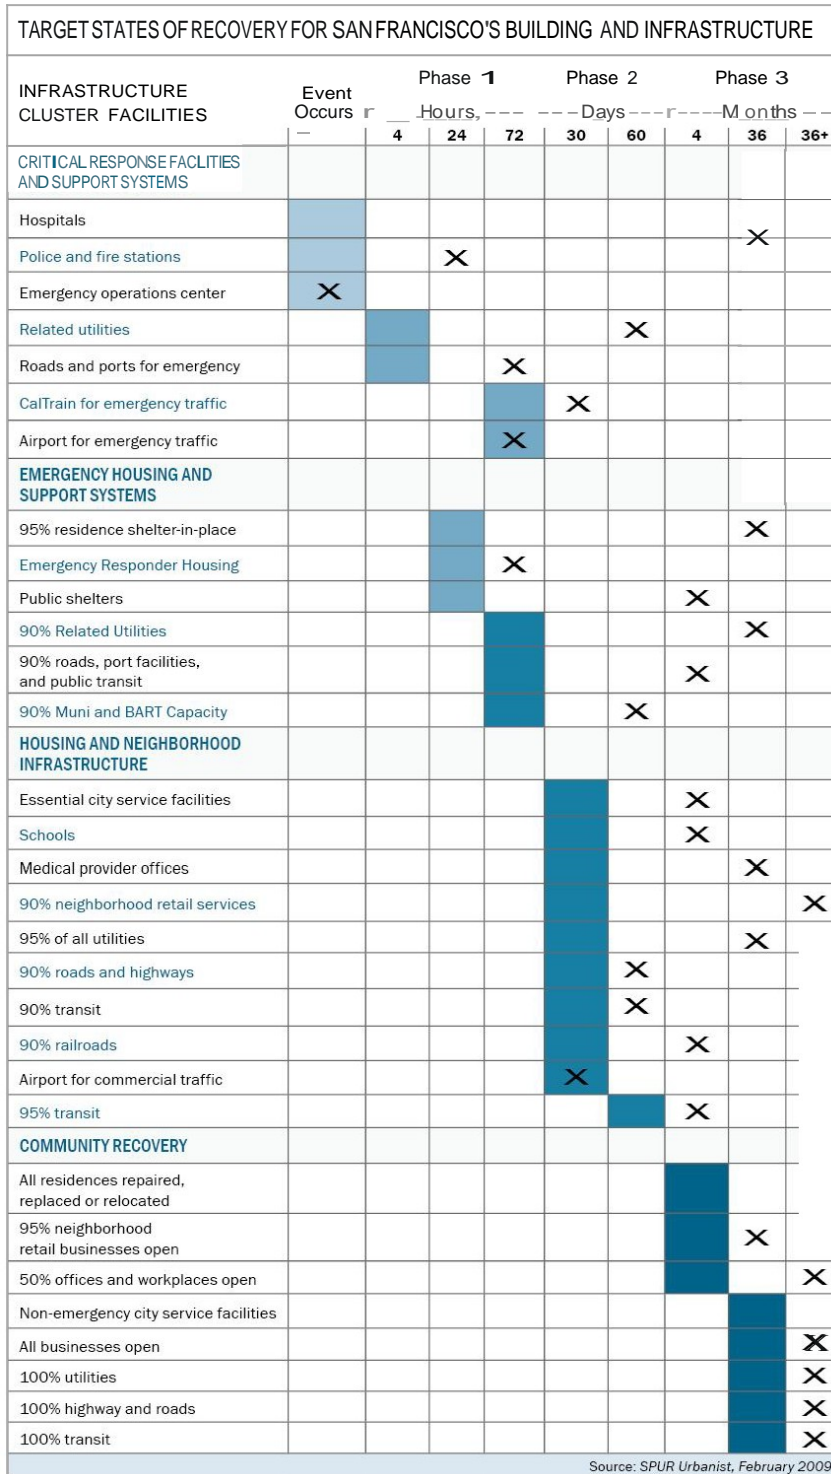 TARGET STATES OF RECOVERY FOR SAN FRANCISCO'S BUILDING AND INFRASTRUCTURE
INFRASTRUCTURE
CLUSTER FACILITIES
Event
Occurs
Phase 1
Hours
Phase 2
Days
Phase 3
Months
4 24 72 30 60 4 36 36+
CRITICAL RESPONSE FACLITIES
AND SUPPORT SYSTEMS
Hospitals X
Police and fire stations X
Emergency operations center X
Related utilities X
Roads and ports for emergency X
CalTrain for emergency traffic X
Airport for emergency traffic X
EMERGENCY HOUSING AND
SUPPORT SYSTEMS
95% residence shelter-in-place X
Emergency Responder Housing X
Public shelters X
90% Related Utilities X
90% roads, port facilities,
and public transit X
90% Muni and BART Capacity X
HOUSING AND NEIGHBORHOOD
INFRASTRUCTURE
Essential city service facilities X
Schools X
Medical provider offices X
90% neighborhood retail services X
95% of all utilities X
90% roads and highways X
90% transit X
90% railroads X
Airport for commercial traffic X
95% transit X
COMMUNITY RECOVERY
All residences repaired,
replaced or relocated
95% neighborhood
retail businesses open X
50% offices and workplaces open X
Non-emergency city service facilities
All businesses open X
100% utilities X
100% highway and roads X
100% transit X
Source: SPUR Urbanist, February 2009